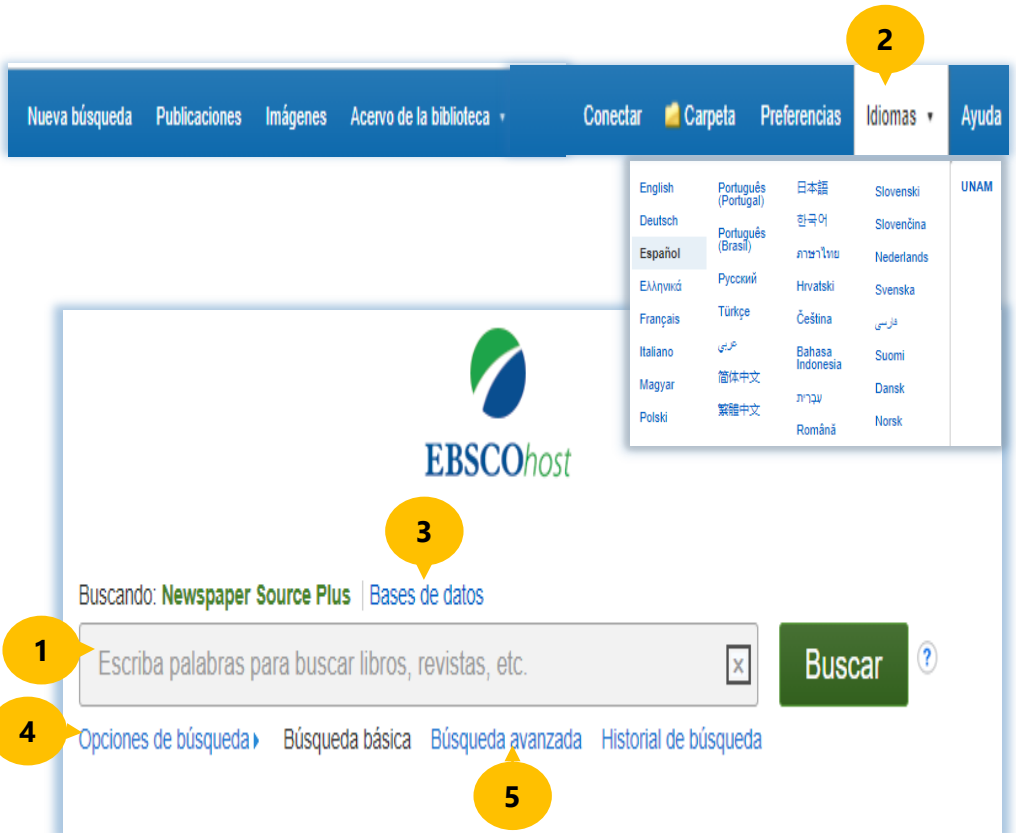 2
Nueva búsqueda Publicaciones Imágenes Acervo de la biblioteca Conectar Carpeta Preferencias Idiomas Ayuda
English
Deutsch
Español
Ελληνικά
Français
Italiano
Magyar
Polski
Português
(Portugal)
Português
(Brasil)
Русский
Türkçe
عربي
简体中文
繁體中文
日本語
한국어
ภาษาไทย
Hrvatski
Čeština
Bahasa
Indonesia
עברית
Română
Slovenski
Slovenčina
Nederlands
Svenska
فارسی
Suomi
Dansk
Norsk
UNAM
EBSCOhost
3
Buscando: Newspaper Source Plus | Bases de datos
1
Escriba palabras para buscar libros, revistas, etc. x Buscar ?
4
Opciones de búsqueda Búsqueda básica Búsqueda avanzada Historial de búsqueda
5